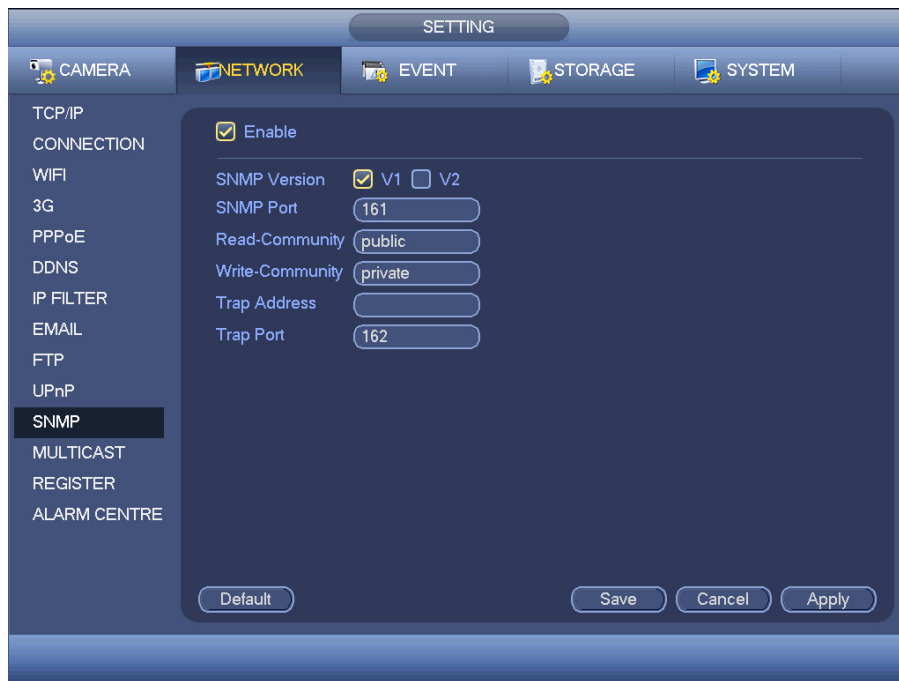 SETTING
CAMERA NETWORK EVENT STORAGE SYSTEM
TCP/IP
CONNECTION
WIFI
3G
PPPoE
DDNS
IP FILTER
EMAIL
FTP
UPnP
SNMP
MULTICAST
REGISTER
ALARM CENTRE
Enable
SNMP Version V1 V2
SNMP Port 161
Read-Community public
Write-Community private
Trap Address
Trap Port 162
Default Save Cancel Apply